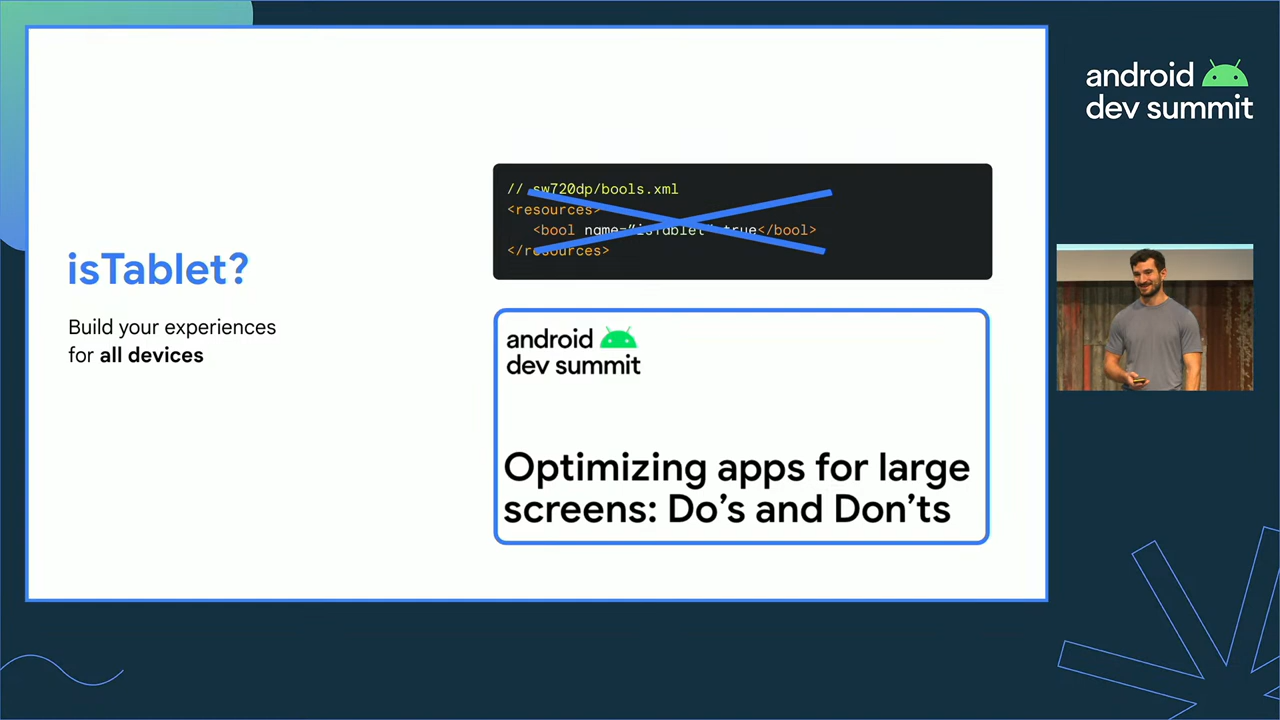 isTablet?
Build your experiences
for all devices
// sw720dp/bools.xml
<resources>
<bool name="isTablet">true</bool>
</resources>
android
dev summit
Optimizing apps for large
screens: Do's and Don'ts
android
dev summit